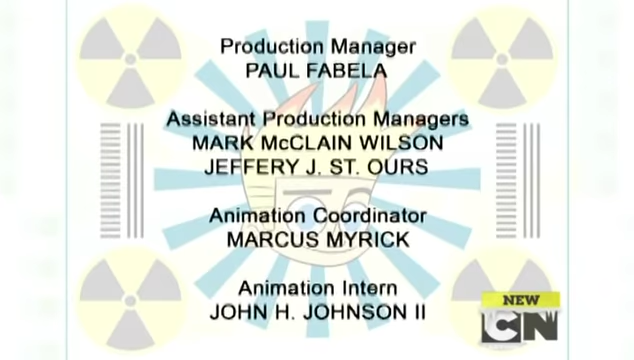 Production Manager
PAUL FABELA
Assistant Production Managers
MARK McCLAIN WILSON
JEFFERY J. ST. OURS
Animation Coordinator
MARCUS MYRICK
Animation Intern
JOHN H. JOHNSON II
NEW
CN